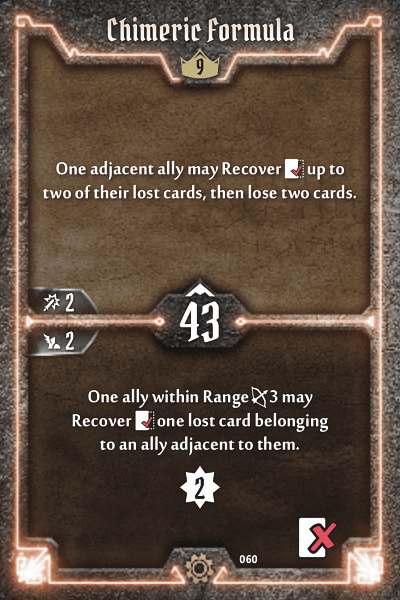 Chimeric Formula
9
One adjacent ally may Recover up to
two of their lost cards, then lose two cards.
2
43
2
One ally within Range 3 may
Recover one lost card belonging
to an ally adjacent to them.
2
060